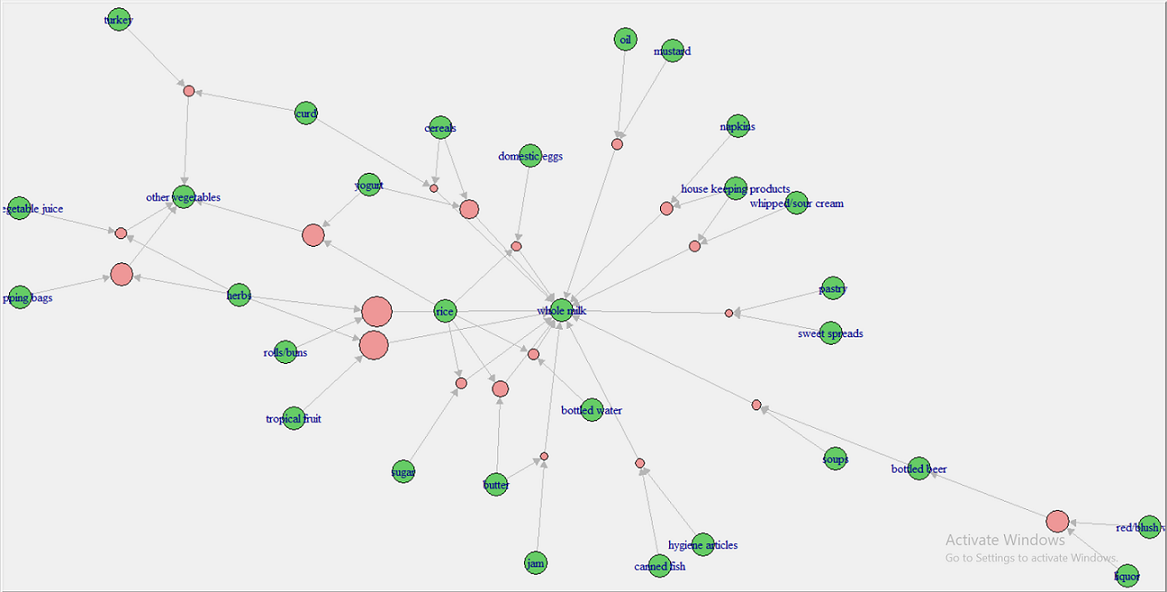 turkey
oil
mustard
curd
cereals
napkins
domestic eggs
yogurt
house keeping products
other vegetables
whipped/sour cream
getable juice
pastry
herbs
pping bags
rice
whole milk
sweet spreads
rolls/buns
bottled water
tropical fruit
soups
bottled beer
sugar
butter
red/blush
Activate Windows
hygiene articles
Go to Settings to activate Windows.
jam
canned fish
liquor